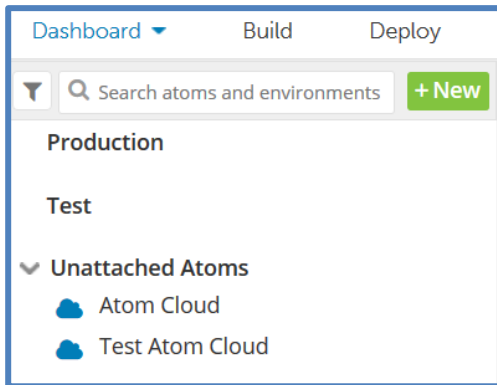 Dashboard Build Deploy
Search atoms and environments +New
Production
Test
Unattached Atoms
Atom Cloud
Test Atom Cloud